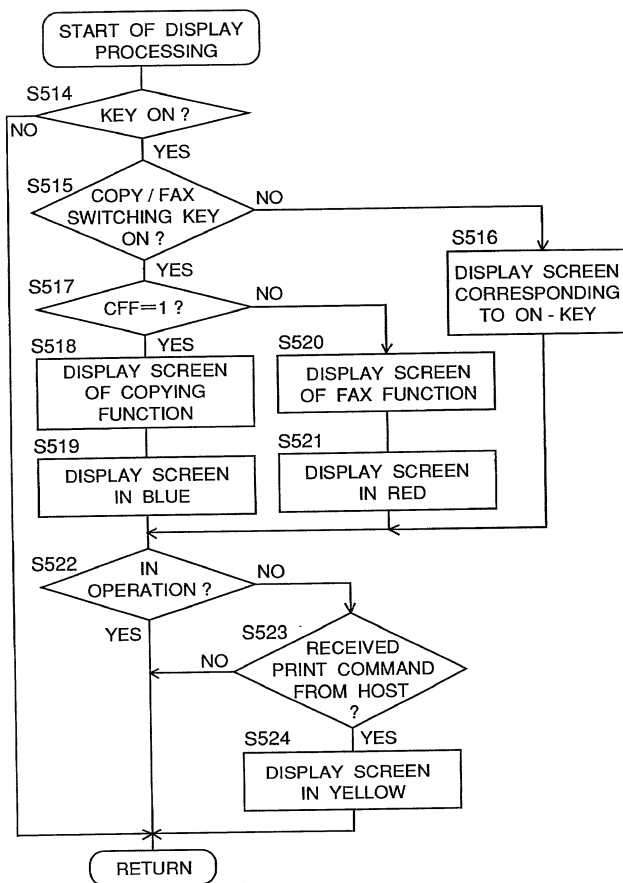 START OF DISPLAY
PROCESSING
S514
KEY ON ?
NO
YES
S515
COPY / FAX
SWITCHING KEY
ON ?
NO
YES
S516
DISPLAY SCREEN
CORRESPONDING
TO ON - KEY
S517
CFF=1 ?
NO
YES
S518
DISPLAY SCREEN
OF COPYING
FUNCTION
S520
DISPLAY SCREEN
OF FAX FUNCTION
S519
DISPLAY SCREEN
IN BLUE
S521
DISPLAY SCREEN
IN RED
S522
IN
OPERATION ?
NO
YES
S523
RECEIVED
PRINT COMMAND
FROM HOST
?
NO
YES
S524
DISPLAY SCREEN
IN YELLOW
RETURN